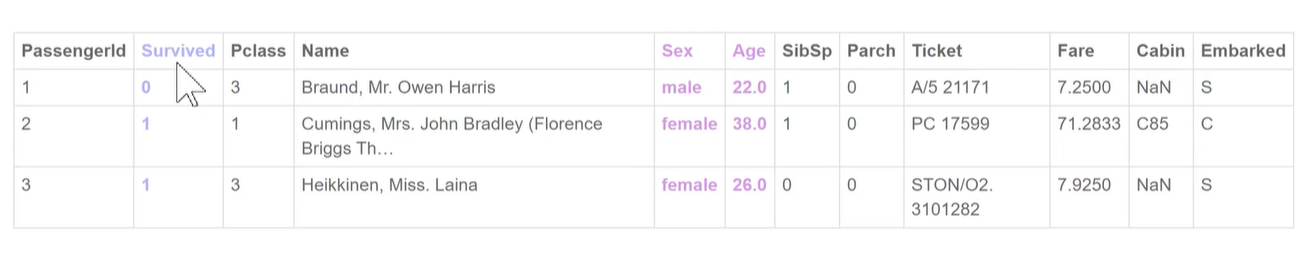 PassengerId Survived Pclass Name Sex Age SibSp Parch Ticket Fare Cabin Embarked
1 0 3 Braund, Mr. Owen Harris male 22.0 1 0 A/5 21171 7.2500 NaN S
2 1 1 Cumings, Mrs. John Bradley (Florence female 38.0 1 0 PC 17599 71.2833 C85 C
Briggs Th…
3 1 3 Heikkinen, Miss. Laina female 26.0 0 0 STON/O2. 7.9250 NaN S
3101282